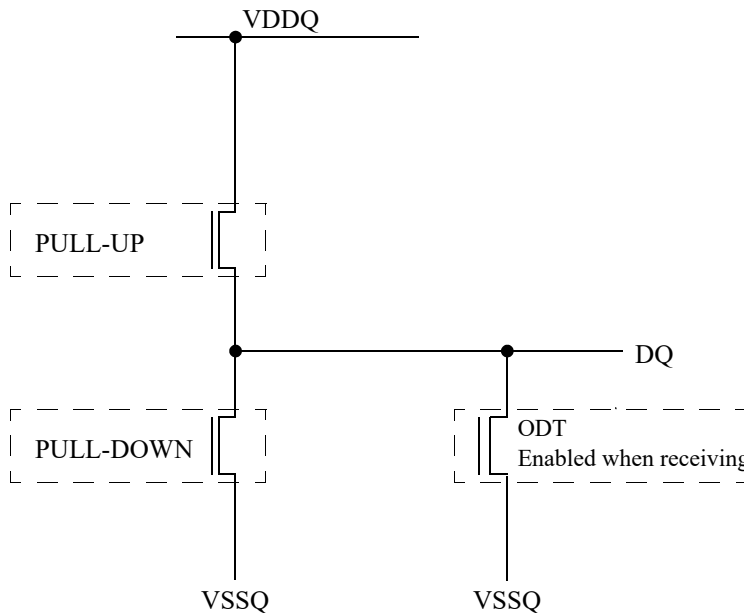 VDDQ
PULL-UP
DQ
PULL-DOWN
ODT
Enabled when receiving
VSSQ
VSSQ